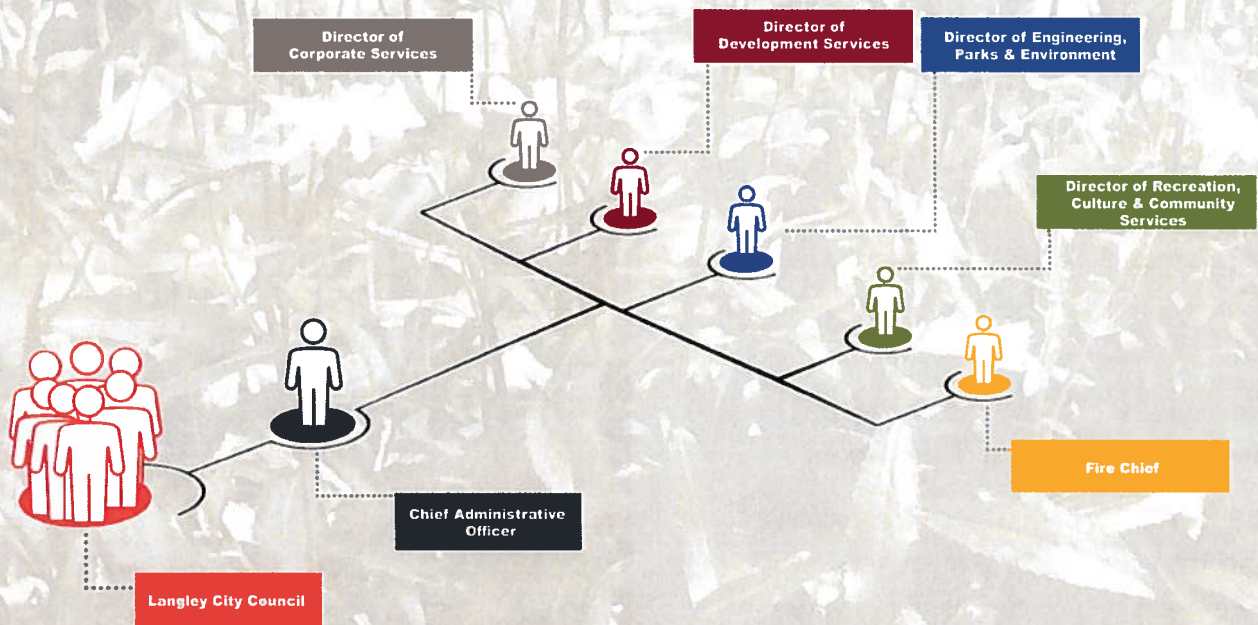 Director of
Corporate Services
Director of
Development Services
Director of Engineering,
Parks & Environment
Director of Recreation,
Culture & Community
Services
Fire Chief
Chief Administrative
Officer
Langley City Council